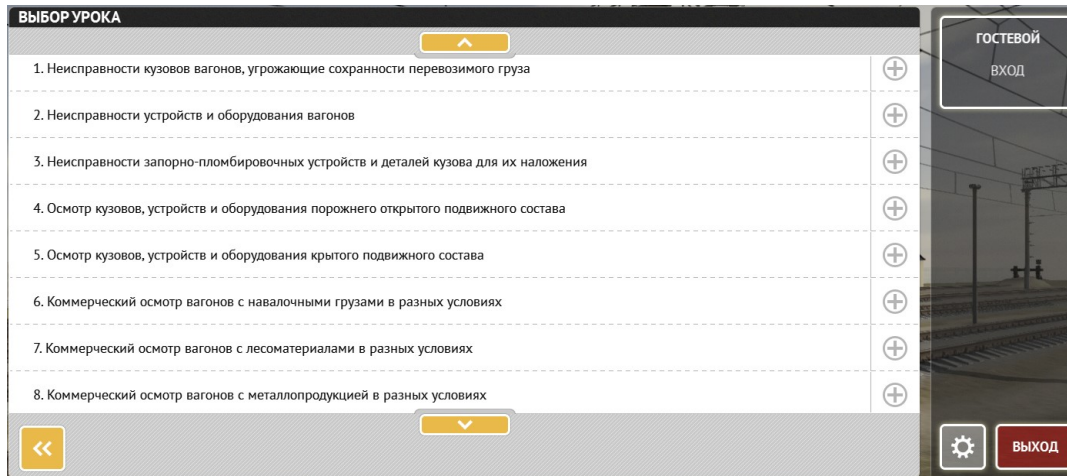 ВЫБОР УРОКА
1. Неисправности кузовов вагонов, угрожающие сохранности перевозимого груза
2. Неисправности устройств и оборудования вагонов
3. Неисправности запорно-пломбировочных устройств и деталей кузова для их наложения
4. Осмотр кузовов, устройств и оборудования порожнего открытого подвижного состава
5. Осмотр кузовов, устройств и оборудования крытого подвижного состава
6. Коммерческий осмотр вагонов с навалочными грузами в разных условиях
7. Коммерческий осмотр вагонов с лесоматериалами в разных условиях
8. Коммерческий осмотр вагонов с металлопродукцией в разных условиях
ГОСТЕВОЙ
ВХОД
ВЫХОД